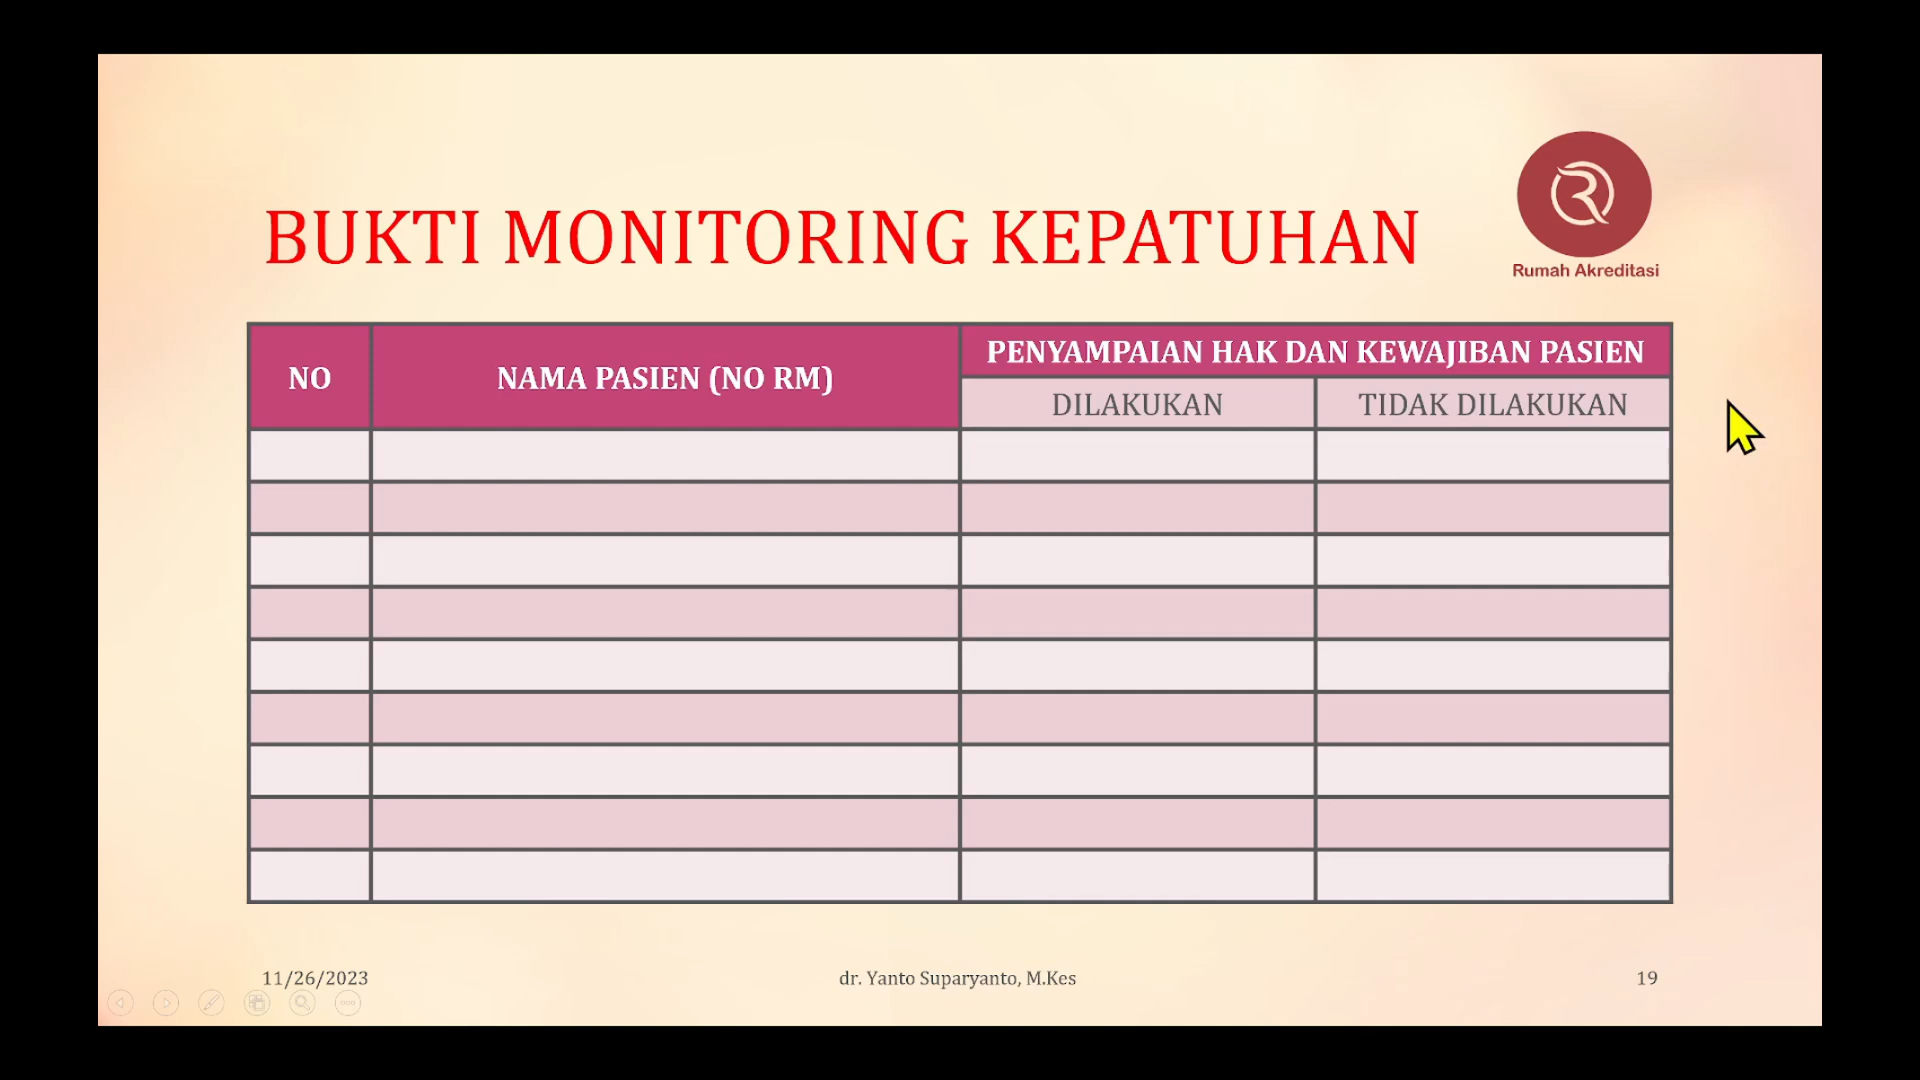 BUKTI MONITORING KEPATUHAN
Rumah Akreditasi
NO
NAMA PASIEN (NO RM)
PENYAMPAIAN HAK DAN KEWAJIBAN PASIEN
DILAKUKAN
TIDAK DILAKUKAN
11/26/2023
dr. Yanto Suparyanto, M.Kes
19